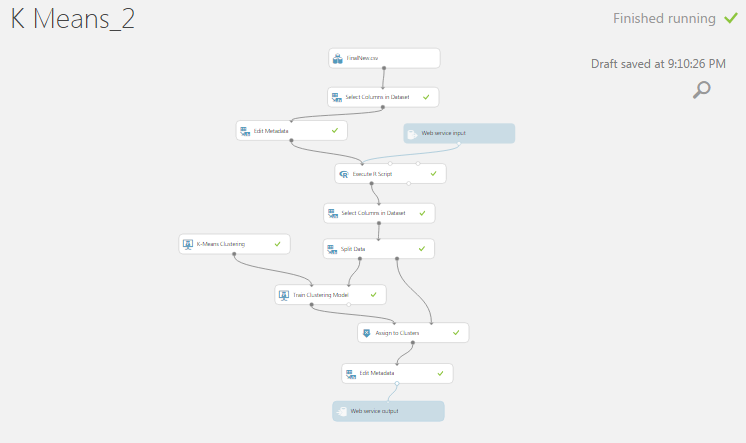 K Means_2
Finished running
Draft saved at 9:10:26 PM
FinalNew.csv
Select Columns in Dataset
Edit Metadata
Web service input
Execute R Script
Select Columns in Dataset
K-Means Clustering
Split Data
Train Clustering Model
Assign to Clusters
Edit Metadata
Web service output